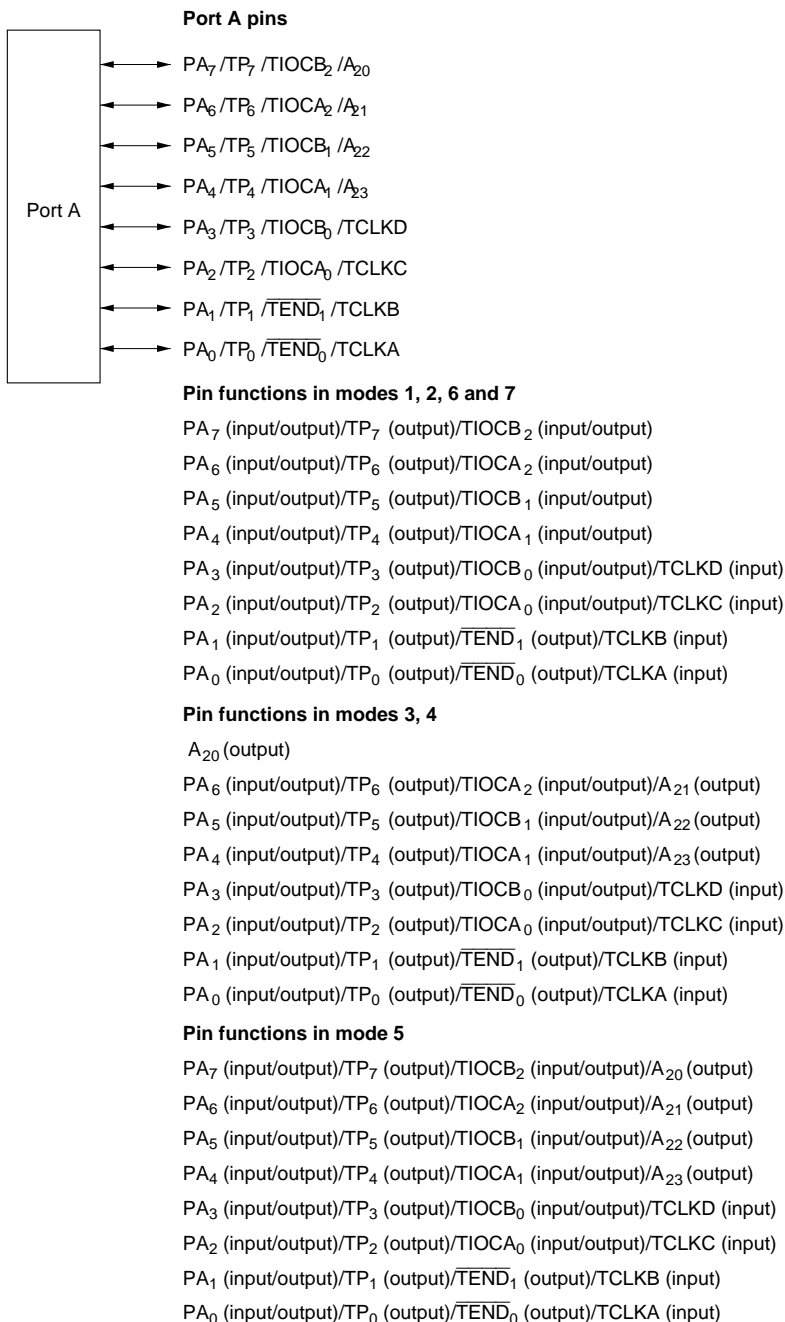 Port A pins
Port A
PA₇/TP₇/TIOCB₂/A₂₀
PA₆/TP₆/TIOCA₂/A₂₁
PA₅/TP₅/TIOCB₁/A₂₂
PA₄/TP₄/TIOCA₁/A₂₃
PA₃/TP₃/TIOCB₀/TCLKD
PA₂/TP₂/TIOCA₀/TCLKC
PA₁/TP₁/T̅E̅N̅D̅₁/TCLKB
PA₀/TP₀/T̅E̅N̅D̅₀/TCLKA
Pin functions in modes 1, 2, 6 and 7
PA₇ (input/output)/TP₇ (output)/TIOCB₂ (input/output)
PA₆ (input/output)/TP₆ (output)/TIOCA₂ (input/output)
PA₅ (input/output)/TP₅ (output)/TIOCB₁ (input/output)
PA₄ (input/output)/TP₄ (output)/TIOCA₁ (input/output)
PA₃ (input/output)/TP₃ (output)/TIOCB₀ (input/output)/TCLKD (input)
PA₂ (input/output)/TP₂ (output)/TIOCA₀ (input/output)/TCLKC (input)
PA₁ (input/output)/TP₁ (output)/T̅E̅N̅D̅₁ (output)/TCLKB (input)
PA₀ (input/output)/TP₀ (output)/T̅E̅N̅D̅₀ (output)/TCLKA (input)
Pin functions in modes 3, 4
A₂₀ (output)
PA₆ (input/output)/TP₆ (output)/TIOCA₂ (input/output)/A₂₁ (output)
PA₅ (input/output)/TP₅ (output)/TIOCB₁ (input/output)/A₂₂ (output)
PA₄ (input/output)/TP₄ (output)/TIOCA₁ (input/output)/A₂₃ (output)
PA₃ (input/output)/TP₃ (output)/TIOCB₀ (input/output)/TCLKD (input)
PA₂ (input/output)/TP₂ (output)/TIOCA₀ (input/output)/TCLKC (input)
PA₁ (input/output)/TP₁ (output)/T̅E̅N̅D̅₁ (output)/TCLKB (input)
PA₀ (input/output)/TP₀ (output)/T̅E̅N̅D̅₀ (output)/TCLKA (input)
Pin functions in mode 5
PA₇ (input/output)/TP₇ (output)/TIOCB₂ (input/output)/A₂₀ (output)
PA₆ (input/output)/TP₆ (output)/TIOCA₂ (input/output)/A₂₁ (output)
PA₅ (input/output)/TP₅ (output)/TIOCB₁ (input/output)/A₂₂ (output)
PA₄ (input/output)/TP₄ (output)/TIOCA₁ (input/output)/A₂₃ (output)
PA₃ (input/output)/TP₃ (output)/TIOCB₀ (input/output)/TCLKD (input)
PA₂ (input/output)/TP₂ (output)/TIOCA₀ (input/output)/TCLKC (input)
PA₁ (input/output)/TP₁ (output)/T̅E̅N̅D̅₁ (output)/TCLKB (input)
PA₀ (input/output)/TP₀ (output)/T̅E̅N̅D̅₀ (output)/TCLKA (input)